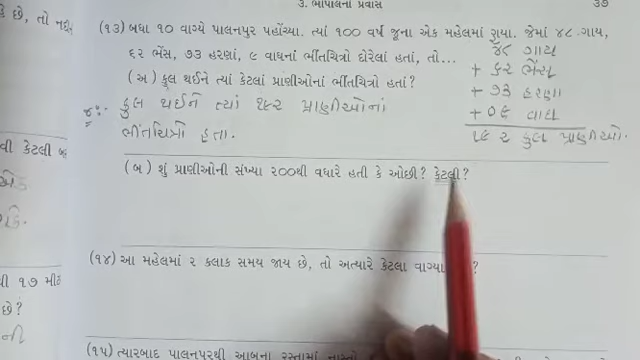 ૩. ભોપાલના પ્રવાસ ૩૭
કે છે, તો
(૧૩) બધા ૧૦ વાગ્યે પાલનપુર પહોંચ્યા. ત્યાં ૧૦૦ વર્ષ જૂના એક મહેલમાં ગયા. જેમાં ૪૮ ગાય,
૬૨ ભેંસ, ૭૩ હરણાં, ૯ વાઘનાં ભીંતચિત્રો દોરેલાં હતાં, તો...
૪૮ ગાય
+ ૬૨ ભેંસ
+ ૭૩ હરણા
+ ૦૯ વાઘ
૧૯૨ કુલ પ્રાણીઓ.
(અ) કુલ થઈને ત્યાં કેટલાં પ્રાણીઓનાં ભીંતચિત્રો હતાં?
જ. કુલ થઈને ત્યાં ૧૯૨ પ્રાણીઓનાં
ભીંતચિત્રો હતા.
વી કેટલી
(બ) શું પ્રાણીઓની સંખ્યા ૨૦૦થી વધારે હતી કે ઓછી? કેટલી?
(૧૪) આ મહેલમાં ૨ કલાક સમય જાય છે, તો અત્યારે કેટલા વાગ્યા ?
ી ૧૭ મીટ
છે?
ની
(૧૫) ત્યારબાદ પાલનપુરથી આબુના રસ્તામાં નાસ્તો